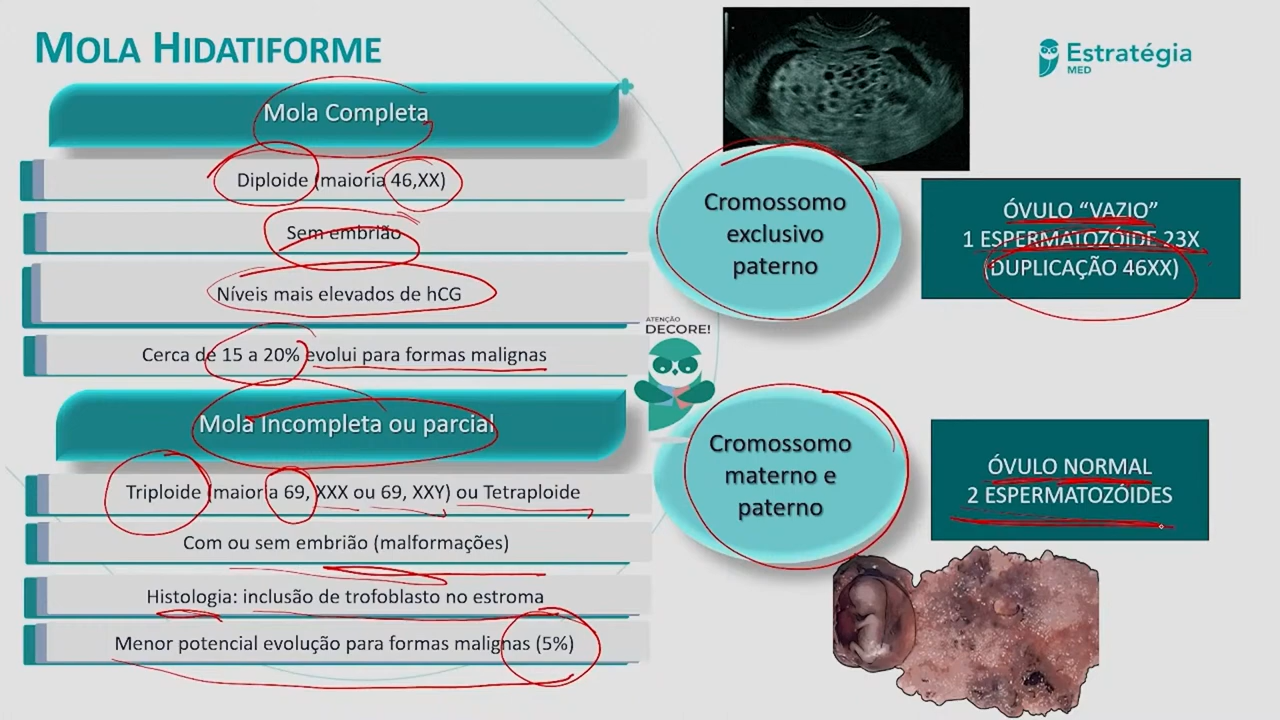 MOLA HIDATIFORME
Estratégia
MED
Mola Completa
Diploide (maioria 46,XX)
Sem embrião
Níveis mais elevados de hCG
Cerca de 15 a 20% evolui para formas malignas
Cromossomo
exclusivo
paterno
ÓVULO “VAZIO”
1 ESPERMATOZÓIDE 23X
(DUPLICAÇÃO 46XX)
ATENÇÃO
DECORE!
Mola Incompleta ou parcial
Triploide (maioria 69, XXX ou 69, XXY) ou Tetraploide
Com ou sem embrião (malformações)
Histologia: inclusão de trofoblasto no estroma
Menor potencial evolução para formas malignas (5%)
Cromossomo
materno e
paterno
ÓVULO NORMAL
2 ESPERMATOZÓIDES